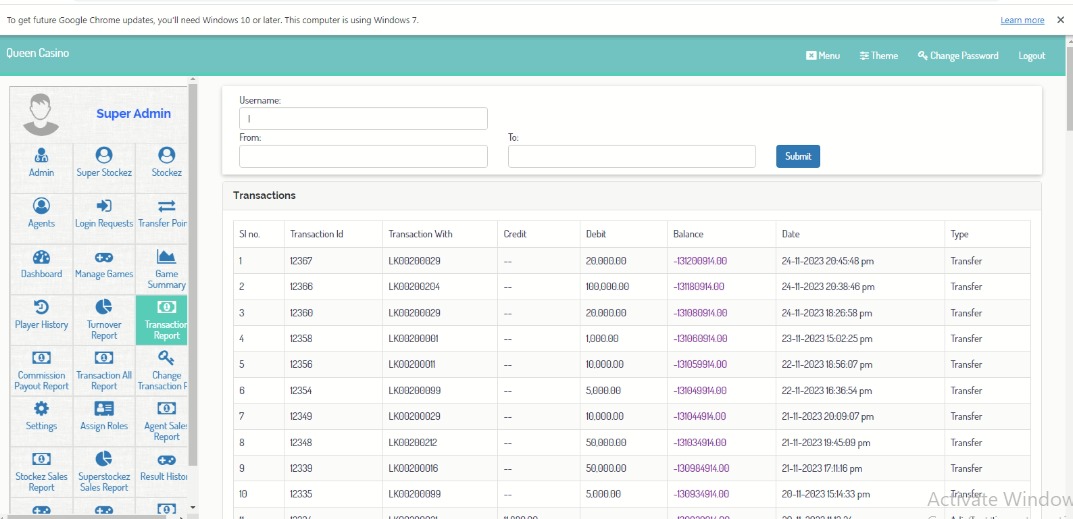 To get future Google Chrome updates, you'll need Windows 10 or later. This computer is using Windows 7. Learn more
Queen Casino Menu Theme Change Password Logout
Super Admin
Admin Super Stockez Stockez
Agents Login Requests Transfer Poin
Dashboard Manage Games Game Summary
Player History Turnover Report Transaction Report
Commission Payout Report Transaction All Report Change Transaction P
Settings Assign Roles Agent Sales Report
Stockez Sales Report Superstockez Sales Report Result Histor
Username:
From: To:
Submit
Transactions
Sl no. Transaction Id Transaction With Credit Debit Balance Date Type
1 12367 LK00200029 -- 20,000.00 -131200914.00 24-11-2023 20:45:48 pm Transfer
2 12366 LK00200204 -- 100,000.00 -131180914.00 24-11-2023 20:38:46 pm Transfer
3 12360 LK00200029 -- 20,000.00 -131080914.00 24-11-2023 18:26:58 pm Transfer
4 12358 LK00200001 -- 1,000.00 -131060914.00 23-11-2023 15:02:25 pm Transfer
5 12356 LK00200011 -- 10,000.00 -131059914.00 22-11-2023 18:56:07 pm Transfer
6 12354 LK00200099 -- 5,000.00 -131049914.00 22-11-2023 16:36:54 pm Transfer
7 12349 LK00200029 -- 10,000.00 -131044914.00 21-11-2023 20:09:07 pm Transfer
8 12348 LK00200212 -- 50,000.00 -131034914.00 21-11-2023 19:45:09 pm Transfer
9 12339 LK00200016 -- 50,000.00 -130984914.00 21-11-2023 17:11:16 pm Transfer
10 12335 LK00200099 -- 5,000.00 -130934914.00 20-11-2023 15:14:33 pm Transfer
Activate Window